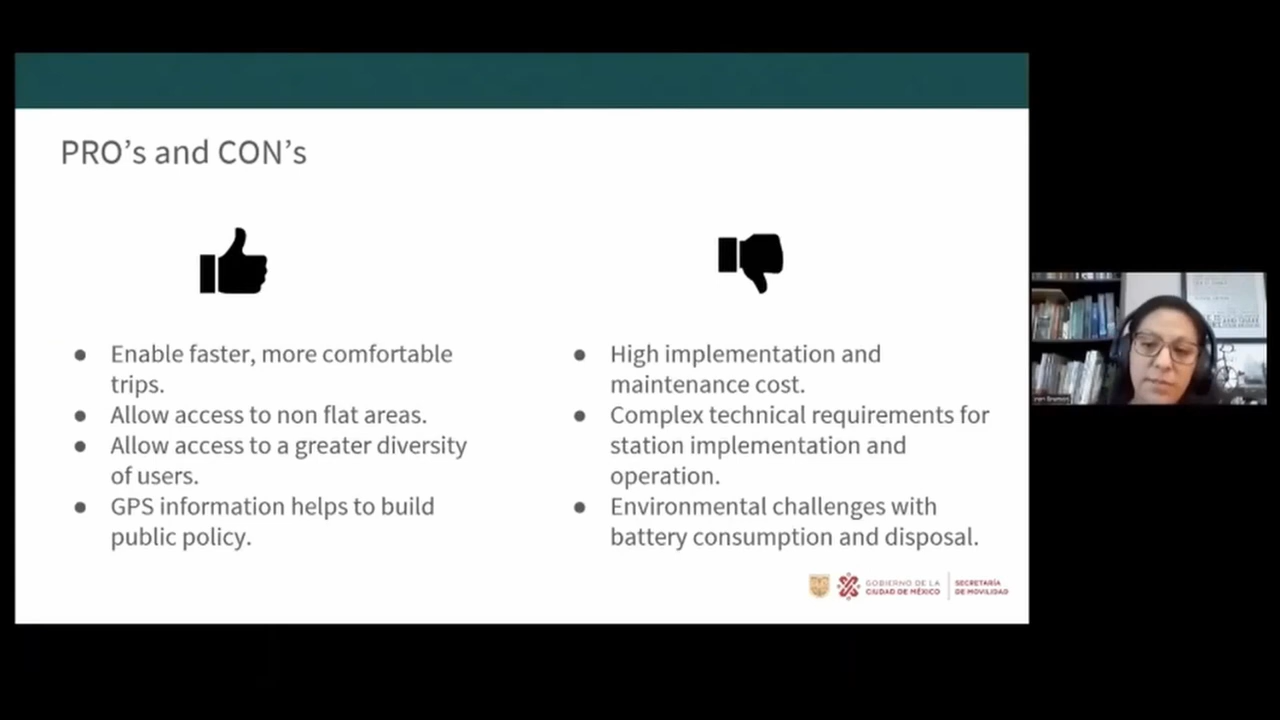 PRO’s and CON’s
● Enable faster, more comfortable
trips.
● Allow access to non flat areas.
● Allow access to a greater diversity
of users.
● GPS information helps to build
public policy.
● High implementation and
maintenance cost.
● Complex technical requirements for
station implementation and
operation.
● Environmental challenges with
battery consumption and disposal.
GOBIERNO DE LA
CIUDAD DE MÉXICO
SECRETARÍA
DE MOVILIDAD